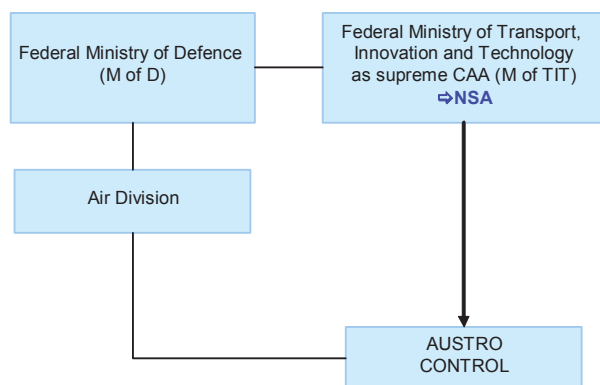 Federal Ministry of Defence
(M of D)
Federal Ministry of Transport,
Innovation and Technology
as supreme CAA (M of TIT)
⇨NSA
Air Division
AUSTRO
CONTROL